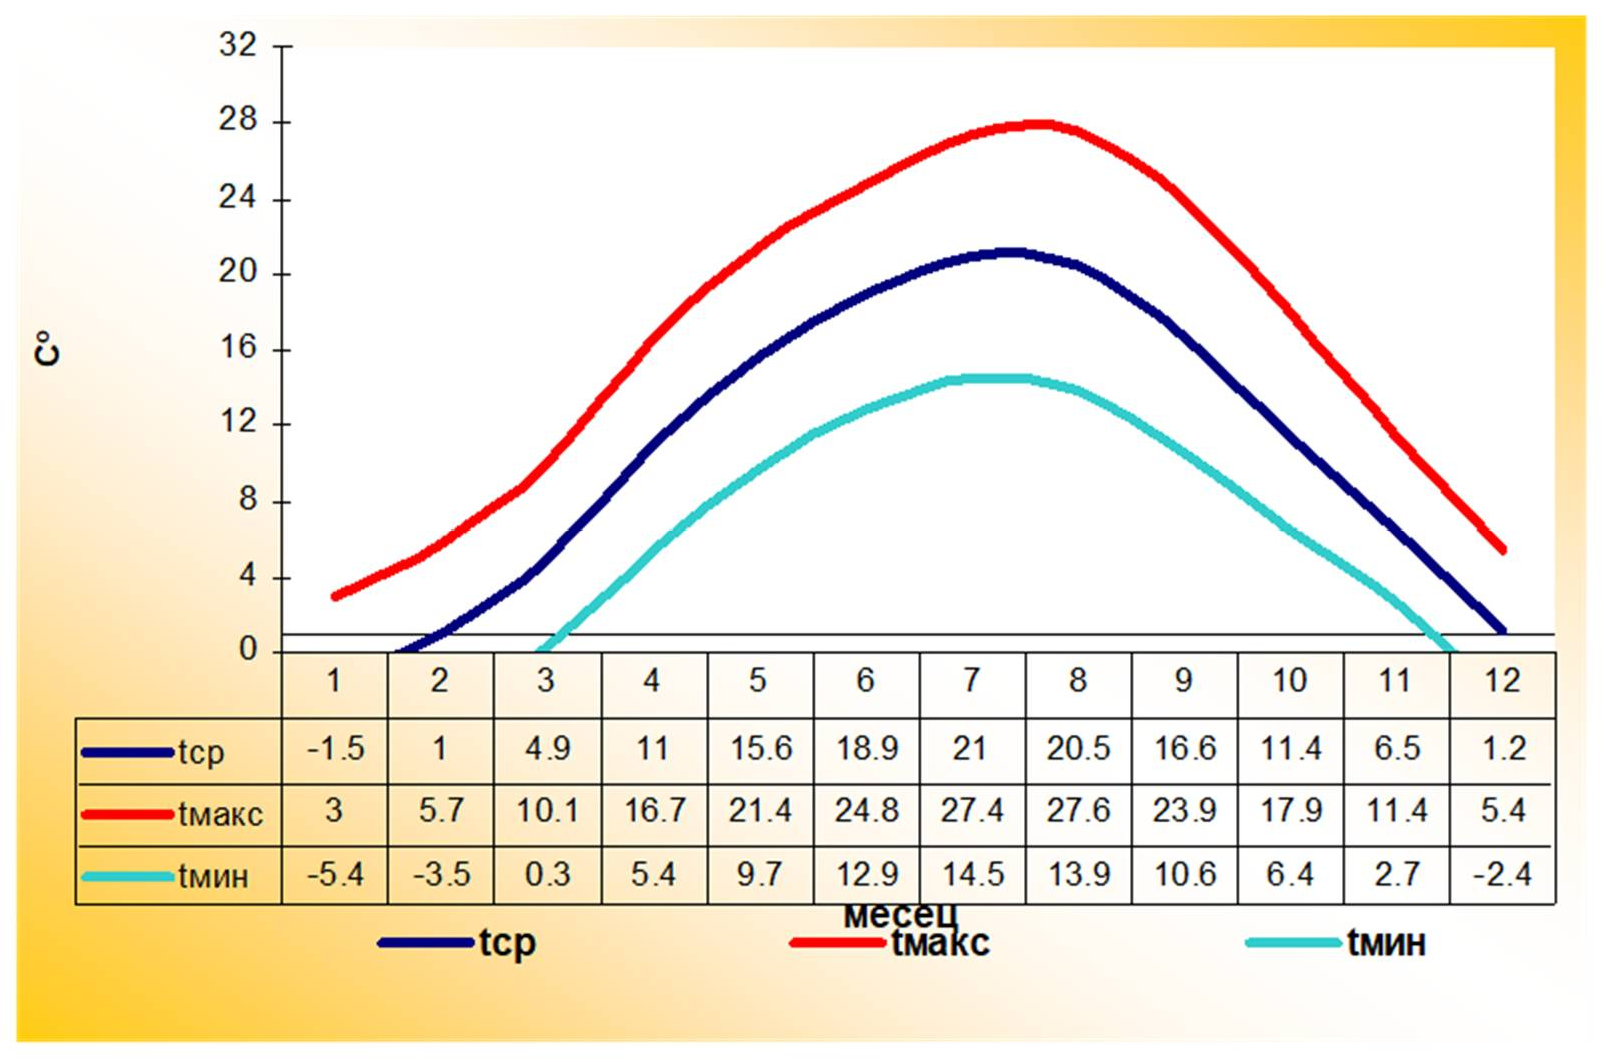 32
28
24
20
16
12
8
4
0
C°
1 2 3 4 5 6 7 8 9 10 11 12
tср -1.5 1 4.9 11 15.6 18.9 21 20.5 16.6 11.4 6.5 1.2
tмакс 3 5.7 10.1 16.7 21.4 24.8 27.4 27.6 23.9 17.9 11.4 5.4
tмин -5.4 -3.5 0.3 5.4 9.7 12.9 14.5 13.9 10.6 6.4 2.7 -2.4
месец
tср tмакс tмин